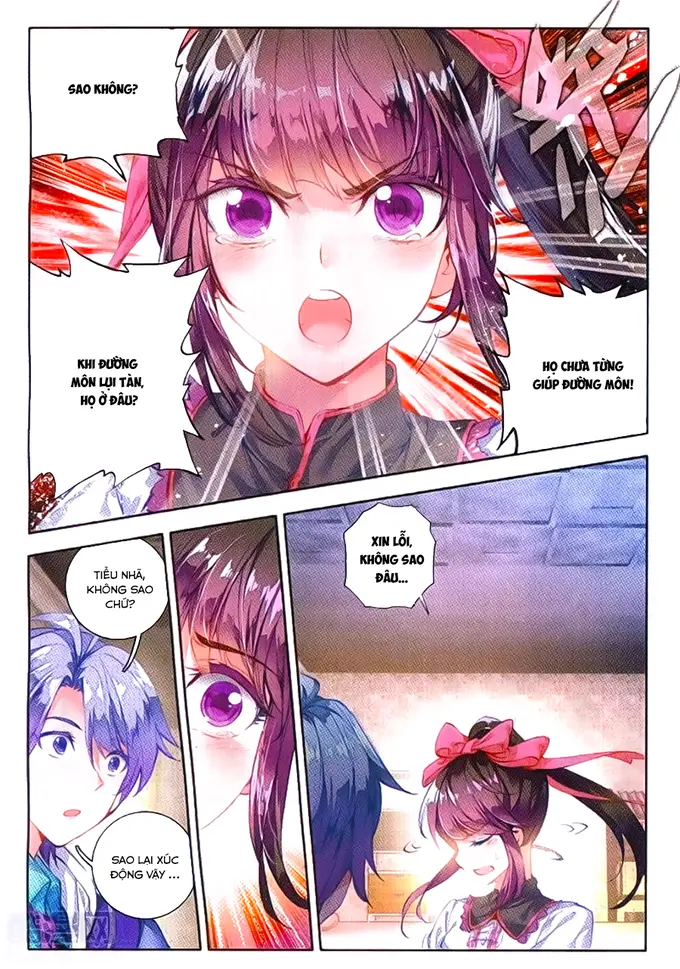 SAO KHÔNG?
KHI ĐƯỜNG
MÔN LỤI TÀN,
HỌ Ở ĐÂU?
HỌ CHƯA TỪNG
GIÚP ĐƯỜNG MÔN!
TIỂU NHÃ,
KHÔNG SAO
CHỨ?
XIN LỖI,
KHÔNG SAO
ĐÂU...
SAO LẠI XÚC
ĐỘNG VẬY ...